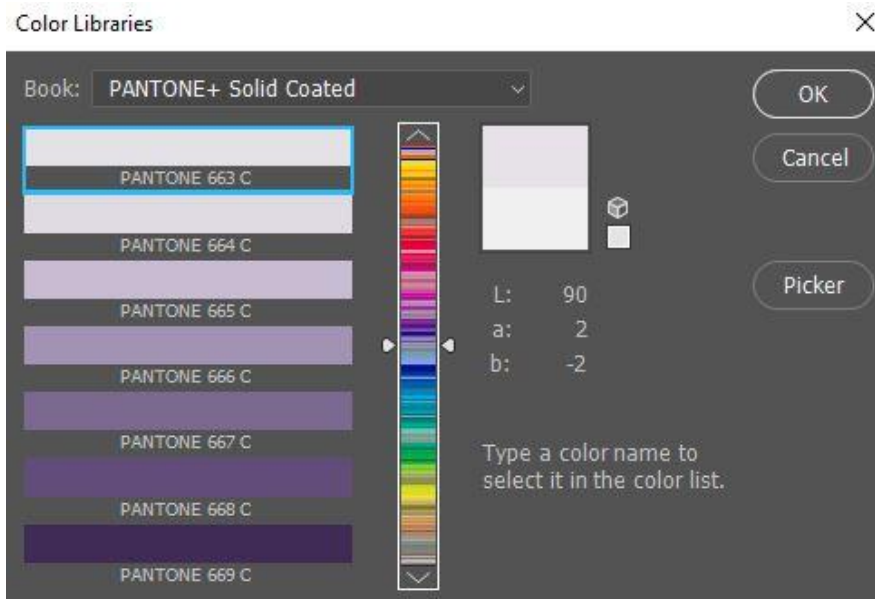 Color Libraries
Book: PANTONE+ Solid Coated
OK
Cancel
Picker
PANTONE 663 C
PANTONE 664 C
PANTONE 665 C
PANTONE 666 C
PANTONE 667 C
PANTONE 668 C
PANTONE 669 C
L: 90
a: 2
b: -2
Type a color name to
select it in the color list.